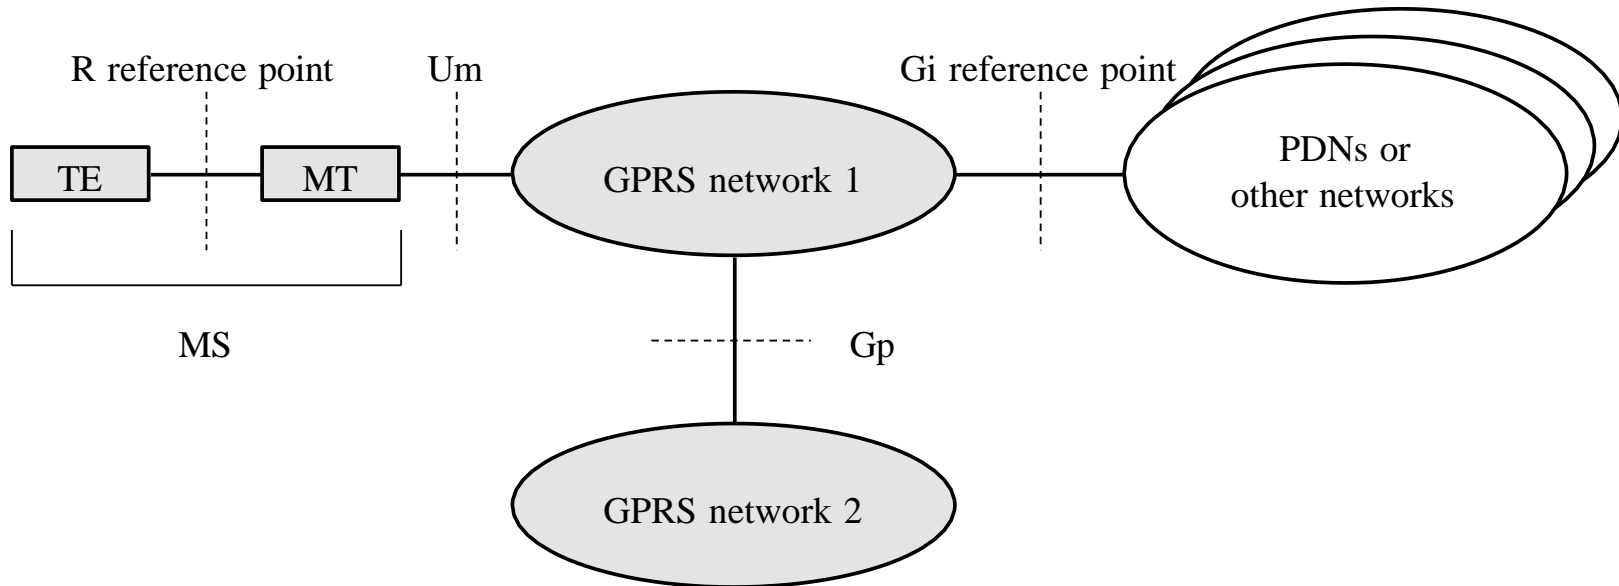 R reference point
Um
Gi reference point
TE
MT
GPRS network 1
PDNs or
other networks
MS
Gp
GPRS network 2